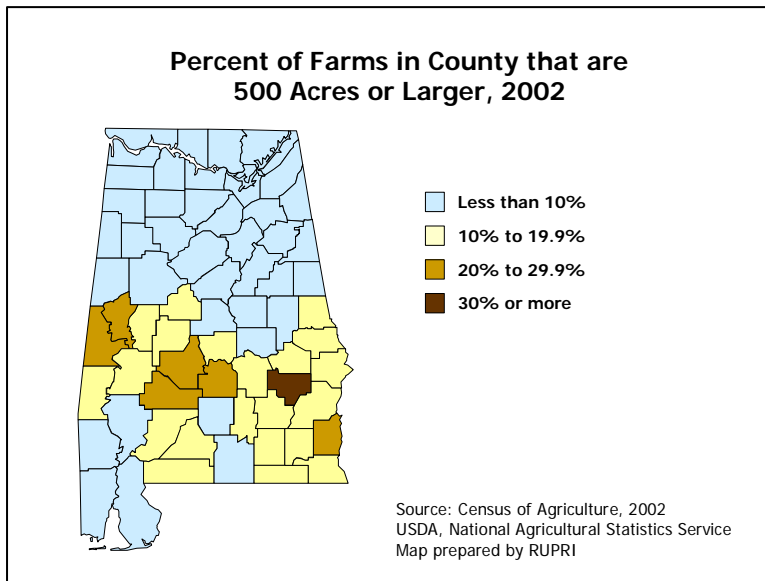 Percent of Farms in County that are
500 Acres or Larger, 2002
Less than 10%
10% to 19.9%
20% to 29.9%
30% or more
Source: Census of Agriculture, 2002
USDA, National Agricultural Statistics Service
Map prepared by RUPRI